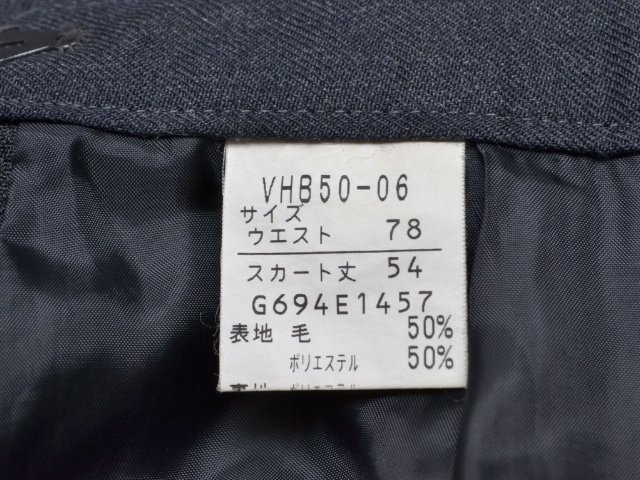 VHB50-06
サイズ
ウエスト 78
スカート丈 54
G694E1457
表地 毛 50%
ポリエステル 50%